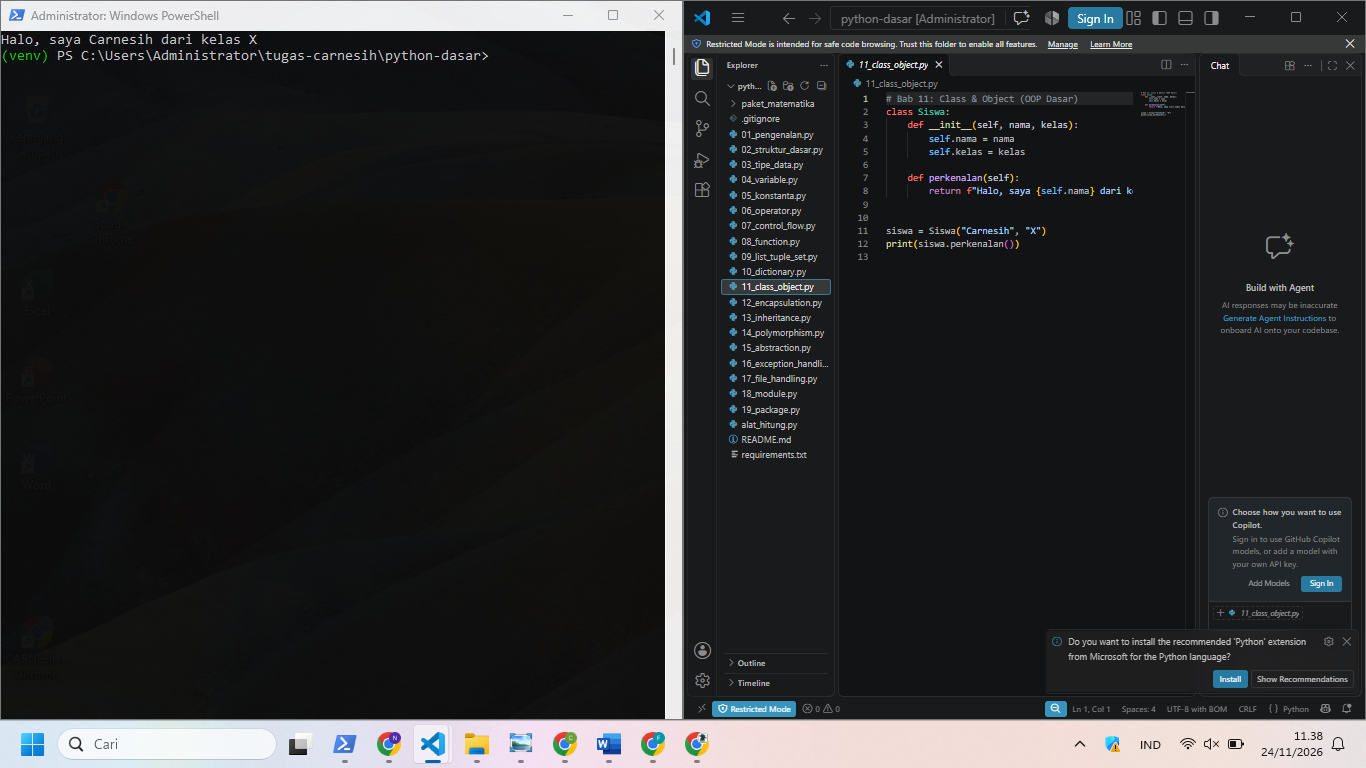 Administrator: Windows PowerShell
Halo, saya Carnesih dari kelas X
(venv) PS C:\Users\Administrator\tugas-carnesih\python-dasar>
python-dasar [Administrator]
Sign In
Restricted Mode is intended for safe code browsing. Trust this folder to enable all features. Manage Learn More
Explorer
pyth...
paket_matematika
.gitignore
01_pengenalan.py
02_struktur_dasar.py
03_tipe_data.py
04_variable.py
05_konstanta.py
06_operator.py
07_control_flow.py
08_function.py
09_list_tuple_set.py
10_dictionary.py
11_class_object.py
12_encapsulation.py
13_inheritance.py
14_polymorphism.py
15_abstraction.py
16_exception_handli...
17_file_handling.py
18_module.py
19_package.py
alat_hitung.py
README.md
requirements.txt
Outline
Timeline
11_class_object.py
11_class_object.py
1 # Bab 11: Class & Object (OOP Dasar)
2 class Siswa:
3 def __init__(self, nama, kelas):
4 self.nama = nama
5 self.kelas = kelas
6
7 def perkenalan(self):
8 return f"Halo, saya {self.nama} dari k
9
10
11 siswa = Siswa("Carnesih", "X")
12 print(siswa.perkenalan())
13
Chat
Build with Agent
AI responses may be inaccurate
Generate Agent Instructions to
onboard AI onto your codebase.
Choose how you want to use
Copilot.
Sign in to use GitHub Copilot
models, or add a model with
your own API key.
Add Models Sign In
11_class_object.py
Do you want to install the recommended 'Python' extension
from Microsoft for the Python language?
Install Show Recommendations
Restricted Mode 0 0 Ln 1, Col 1 Spaces: 4 UTF-8 with BOM CRLF {} Python
Cari
IND
11.38
24/11/2026